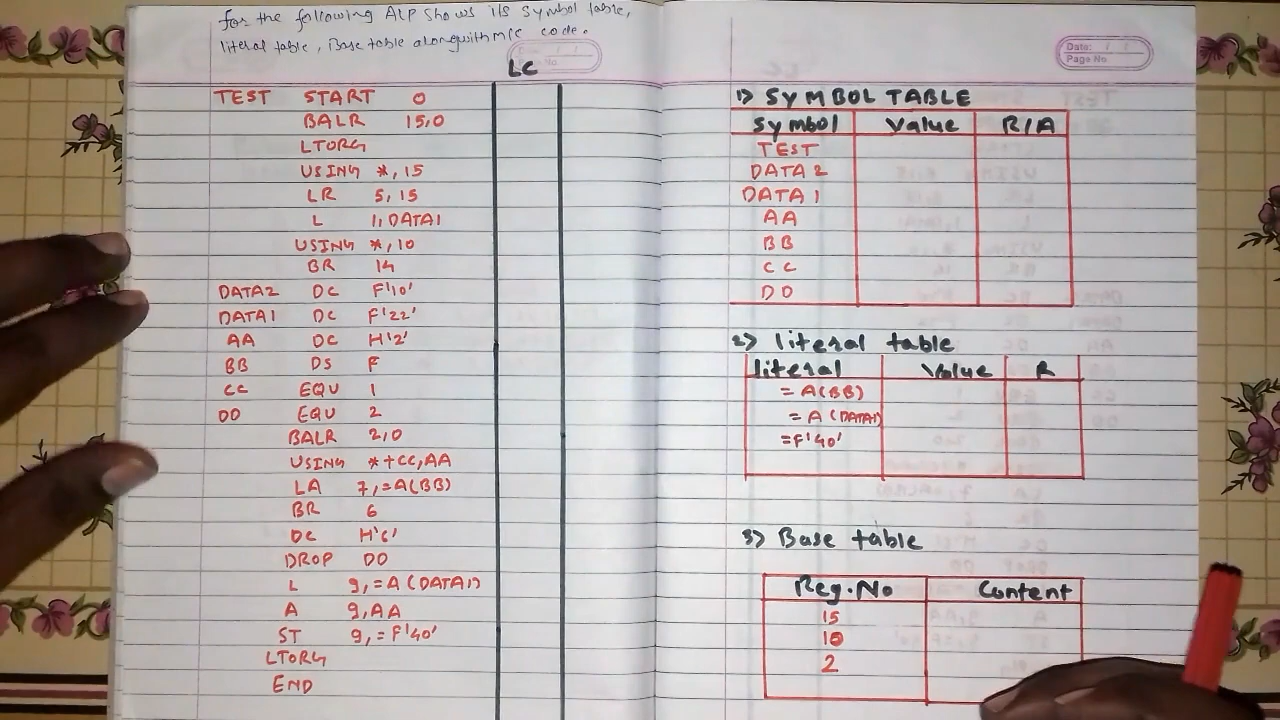 for the following ALP shows its symbol table,
literal table, Base table alongwith M/C code.
LC
TEST START 0
BALR 15,0
LTORG
USING *,15
LR 5,15
L 1,DATA1
USING *,10
BR 14
DATA2 DC F'10'
DATA1 DC F'22'
AA DC H'2'
BB DS F
CC EQU 1
DD EQU 2
BALR 2,0
USING *+CC,AA
LA 7,=A(BB)
BR 6
DC H'6'
DROP DD
L 9,=A(DATA1)
A 9,AA
ST 9,=F'40'
LTORG
END
Date: / /
Page No
1) SYMBOL TABLE
Symbol Value R/A
TEST
DATA2
DATA1
AA
BB
CC
DD
2) literal table
literal Value R
=A(BB)
=A(DATA1)
=F'40'
3) Base table
Reg.No Content
15
10
2